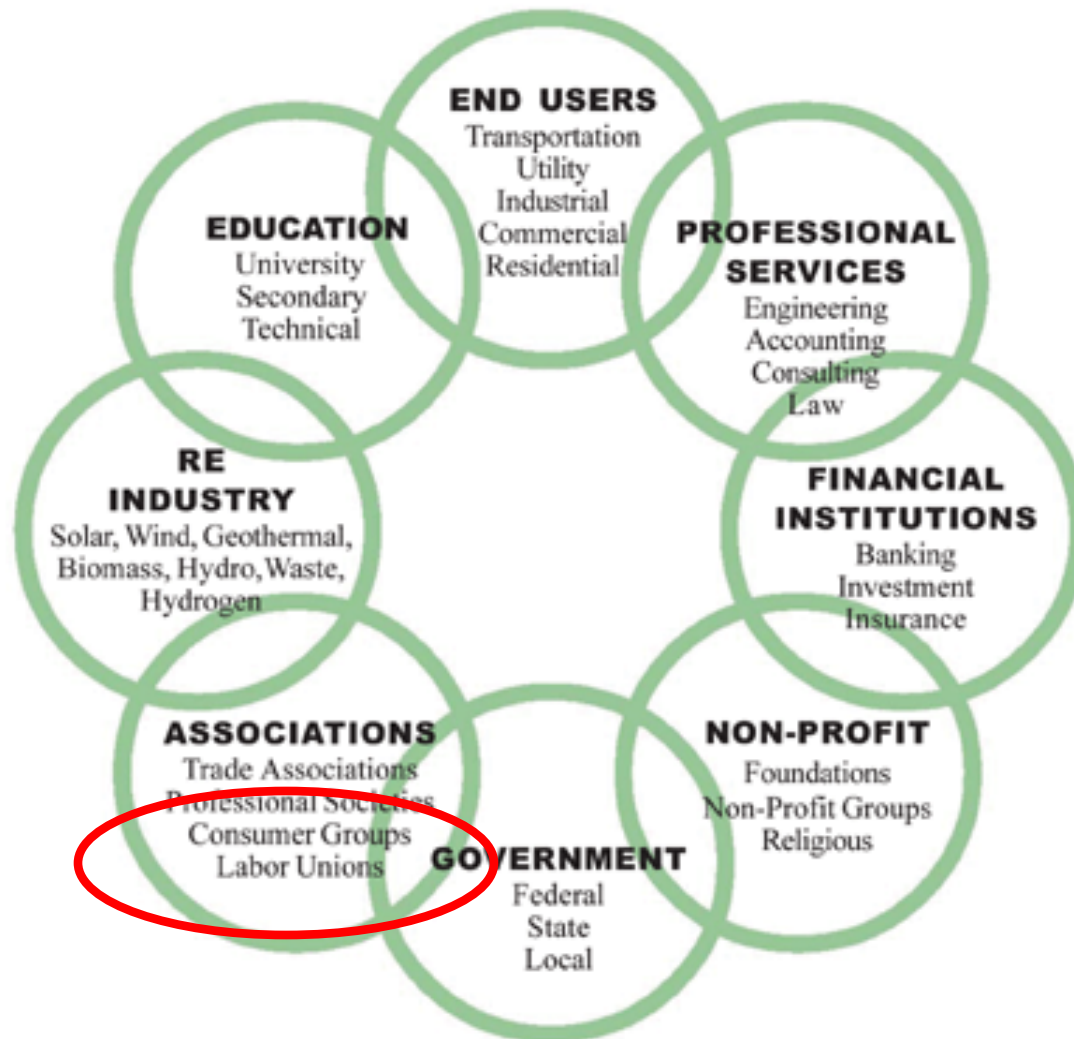 END USERS
Transportation
Utility
Industrial
Commercial
Residential
PROFESSIONAL
SERVICES
Engineering
Accounting
Consulting
Law
FINANCIAL
INSTITUTIONS
Banking
Investment
Insurance
NON-PROFIT
Foundations
Non-Profit Groups
Religious
GOVERNMENT
Federal
State
Local
ASSOCIATIONS
Trade Associations
Professional Societies
Consumer Groups
Labor Unions
RE
INDUSTRY
Solar, Wind, Geothermal,
Biomass, Hydro, Waste,
Hydrogen
EDUCATION
University
Secondary
Technical